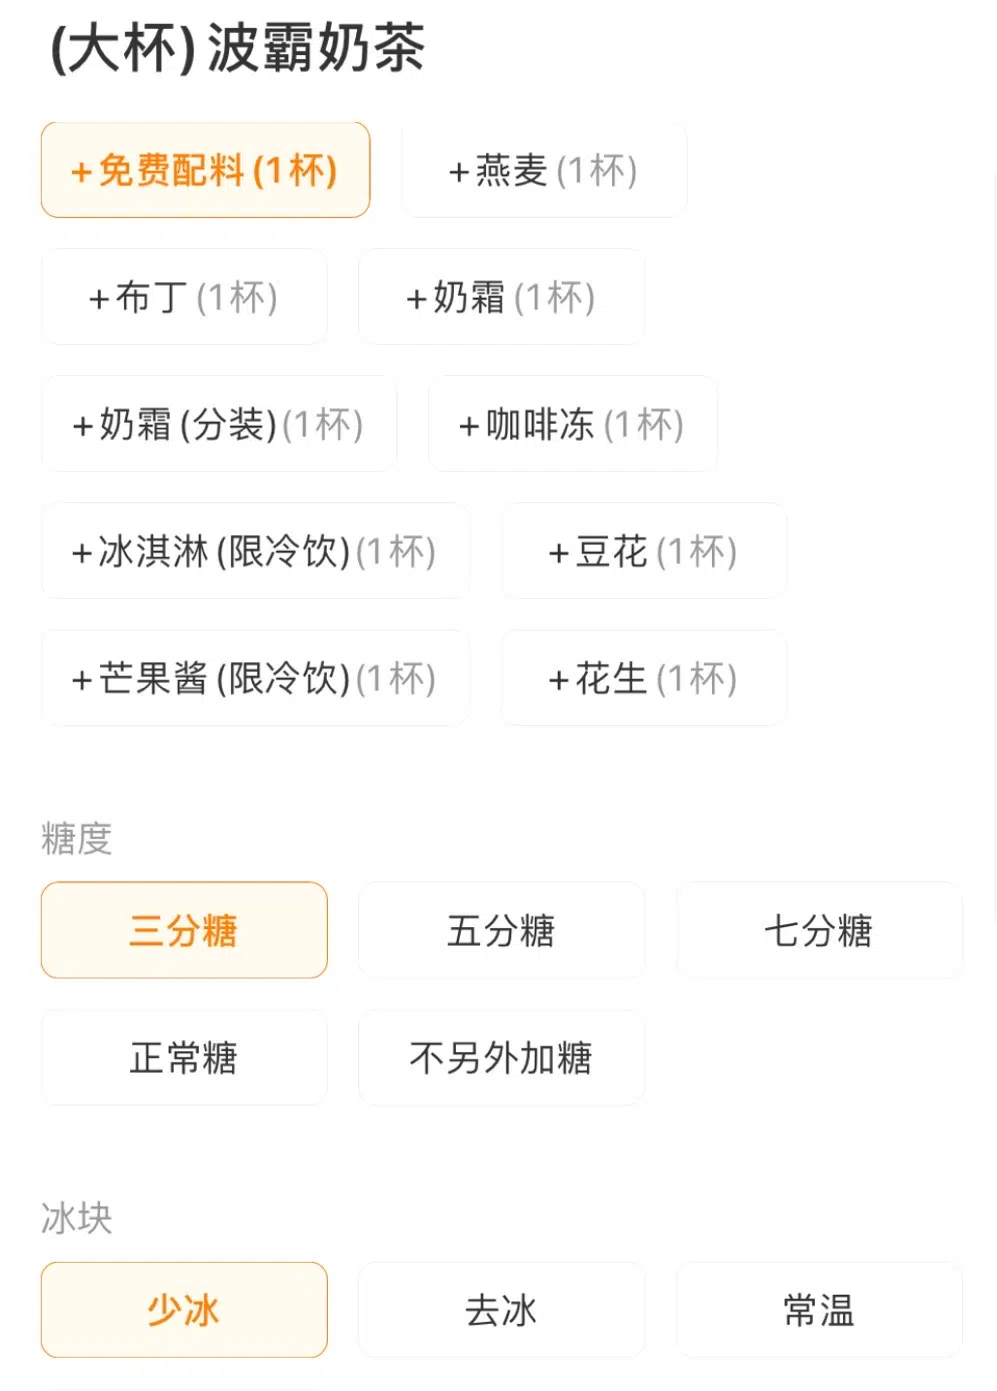 (大杯)波霸奶茶
+免费配料(1杯) +燕麦(1杯)
+布丁(1杯) +奶霜(1杯)
+奶霜(分装)(1杯) +咖啡冻(1杯)
+冰淇淋(限冷饮)(1杯) +豆花(1杯)
+芒果酱(限冷饮)(1杯) +花生(1杯)
糖度
三分糖 五分糖 七分糖
正常糖 不另外加糖
冰块
少冰 去冰 常温